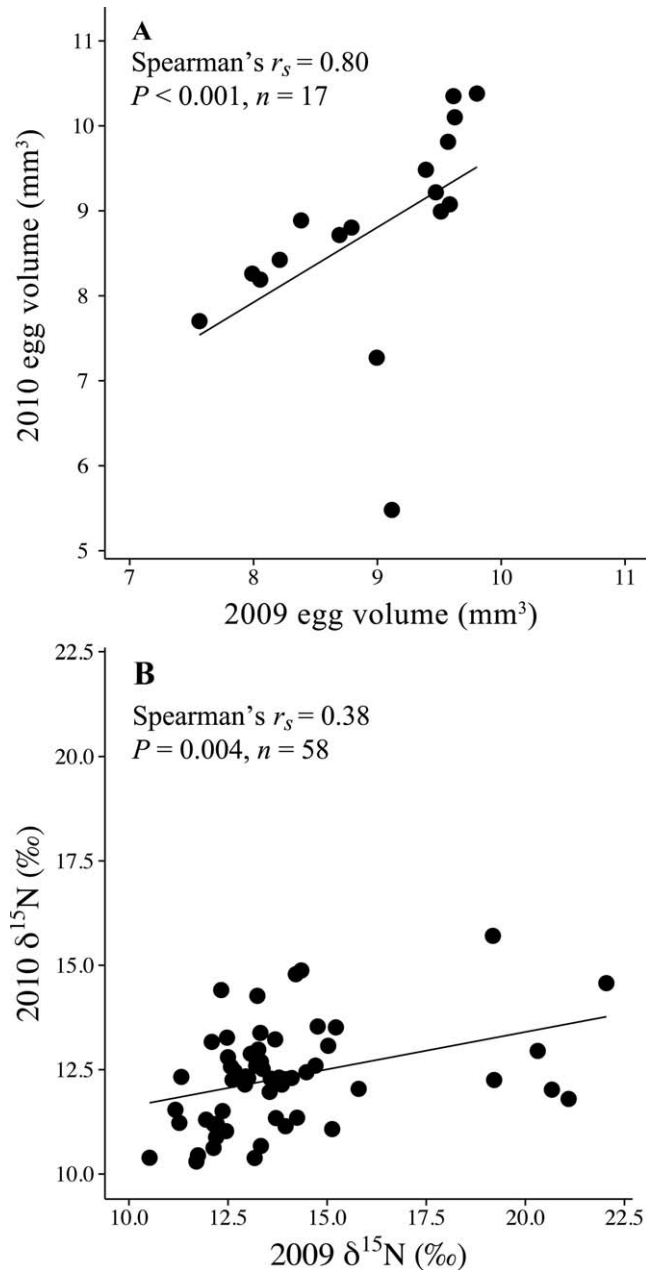 A
Spearman’s rₛ = 0.80
P < 0.001, n = 17
11
10
9
8
7
6
5
2010 egg volume (mm³)
7 8 9 10 11
2009 egg volume (mm³)
B
Spearman’s rₛ = 0.38
P = 0.004, n = 58
22.5
20.0
17.5
15.0
12.5
10.0
2010 δ¹⁵N (‰)
10.0 12.5 15.0 17.5 20.0 22.5
2009 δ¹⁵N (‰)